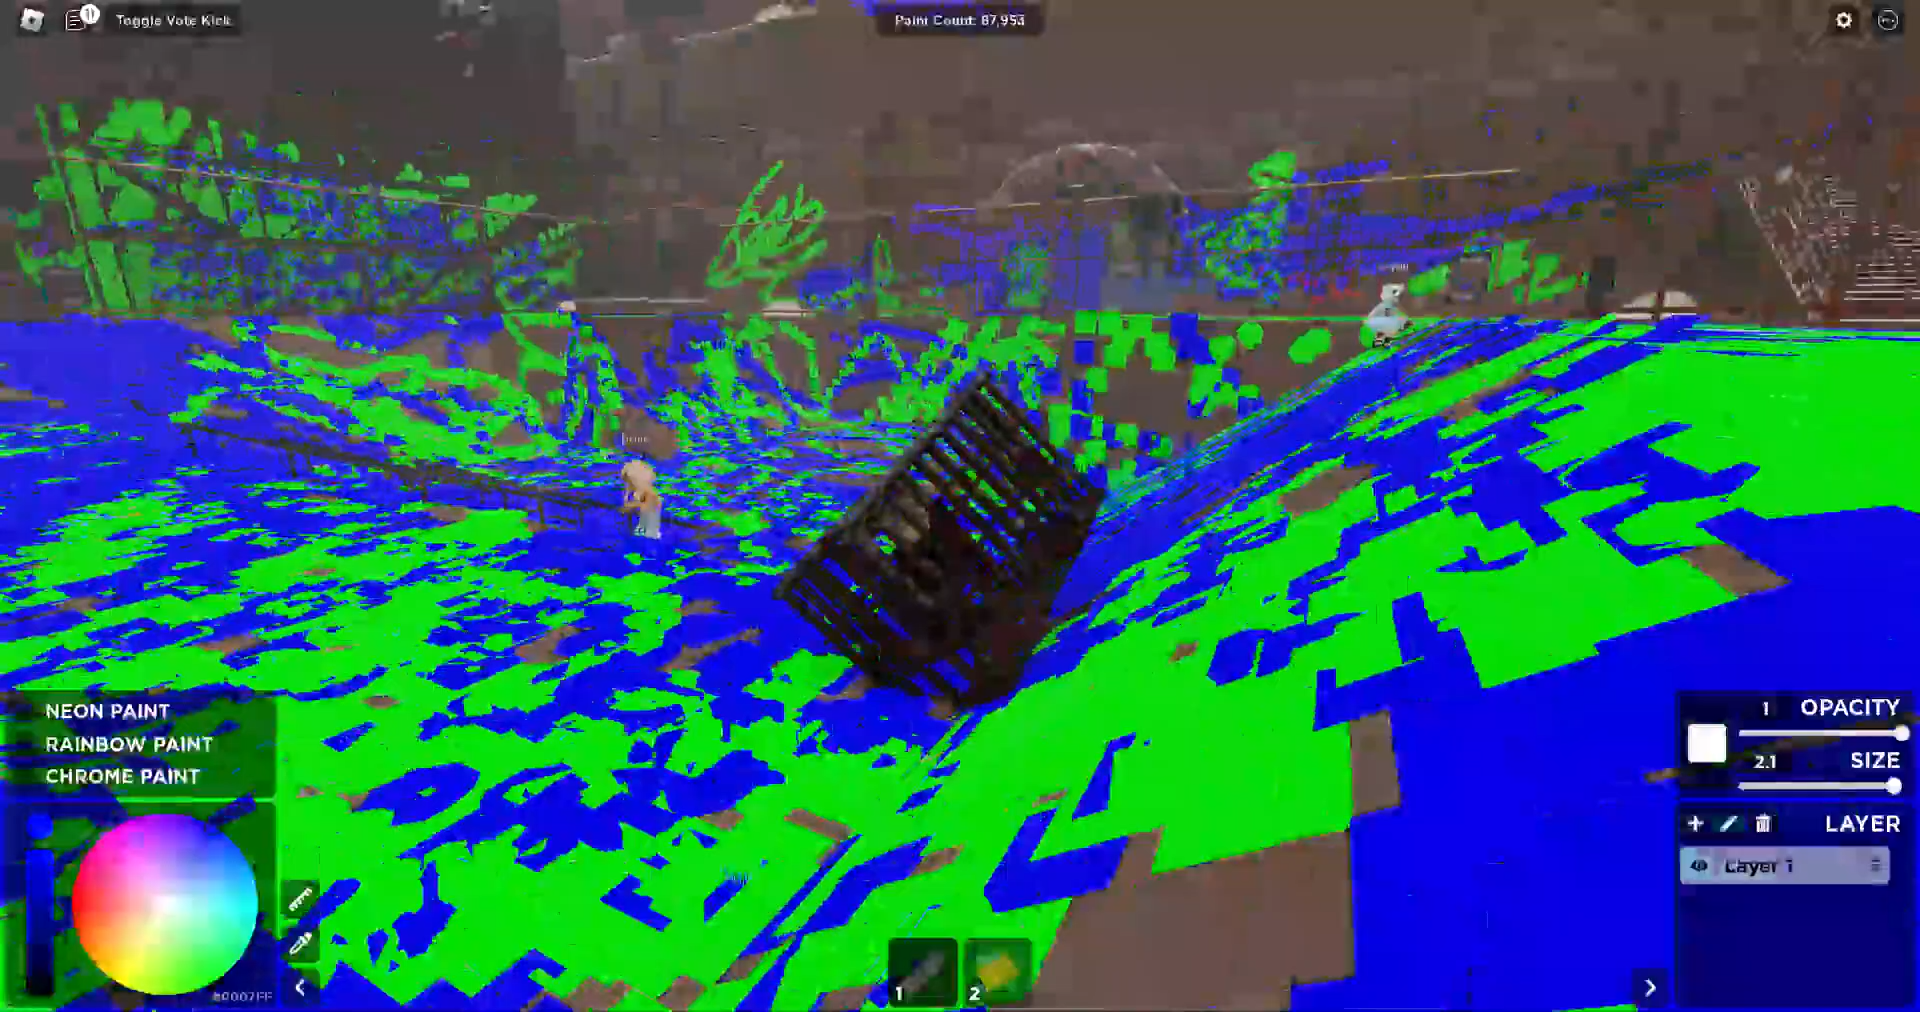 11
Toggle Vote Kick
Paint Count: 87,953
NEON PAINT
RAINBOW PAINT
CHROME PAINT
1 OPACITY
2.1 SIZE
LAYER
Layer 1
1
2